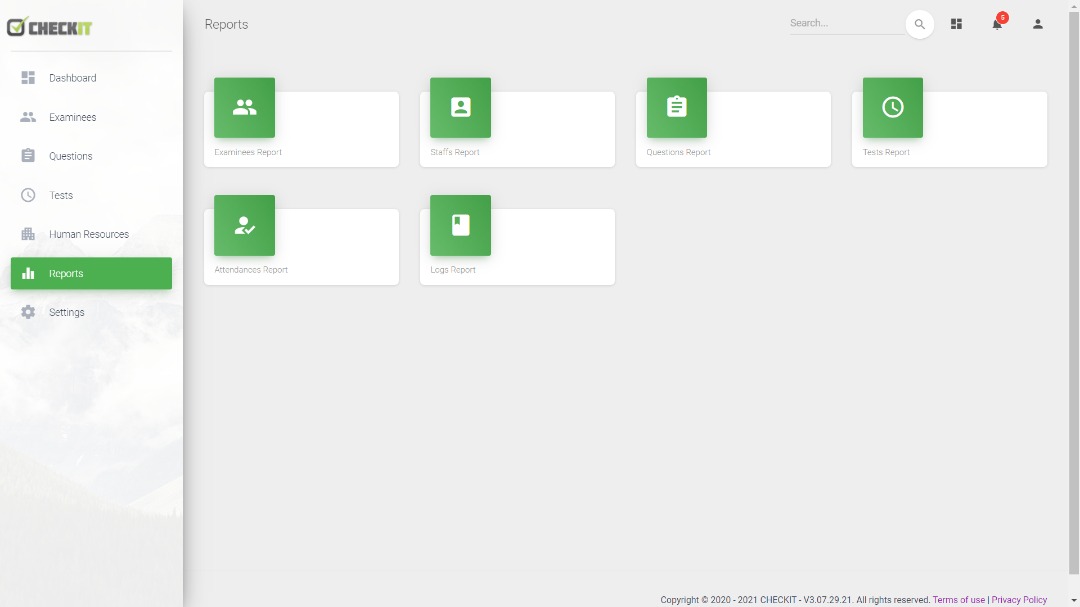 CHECKIT
Reports
Search...
5
Dashboard
Examinees
Questions
Tests
Human Resources
Reports
Settings
Examinees Report
Staffs Report
Questions Report
Tests Report
Attendances Report
Logs Report
Copyright © 2020 - 2021 CHECKIT - V3.07.29.21. All rights reserved. Terms of use | Privacy Policy